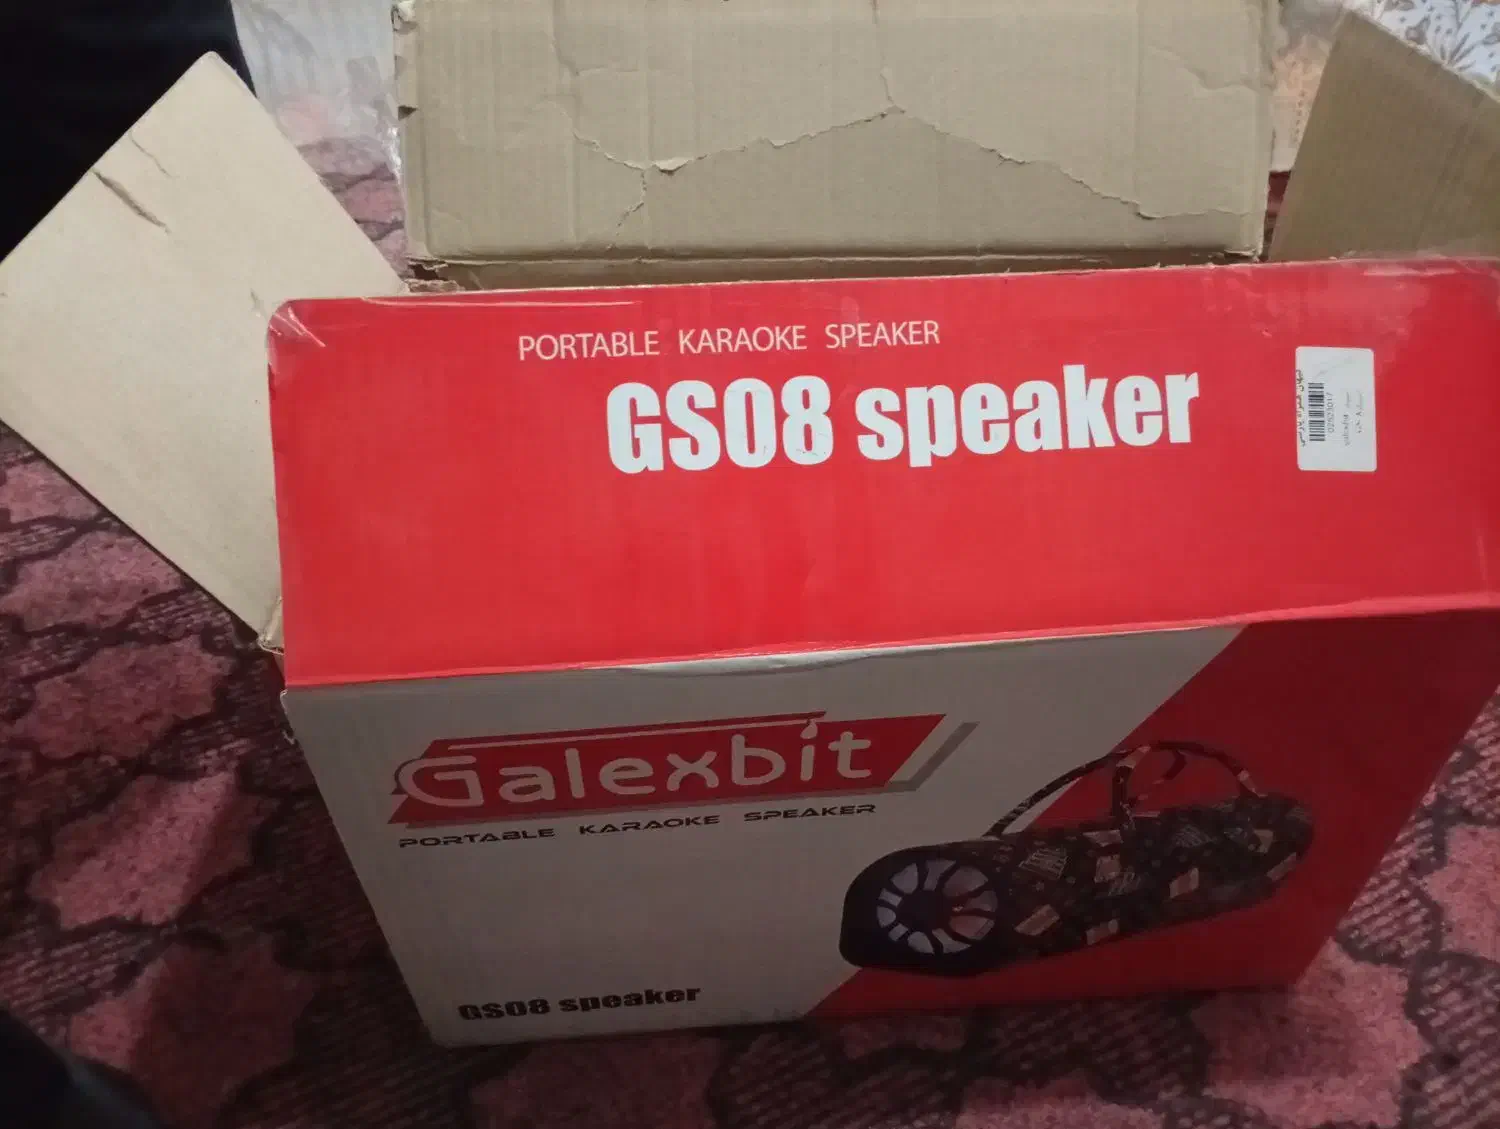 PORTABLE KARAOKE SPEAKER
GS08 speaker
Galexbit
PORTABLE KARAOKE SPEAKER
GS08 speaker